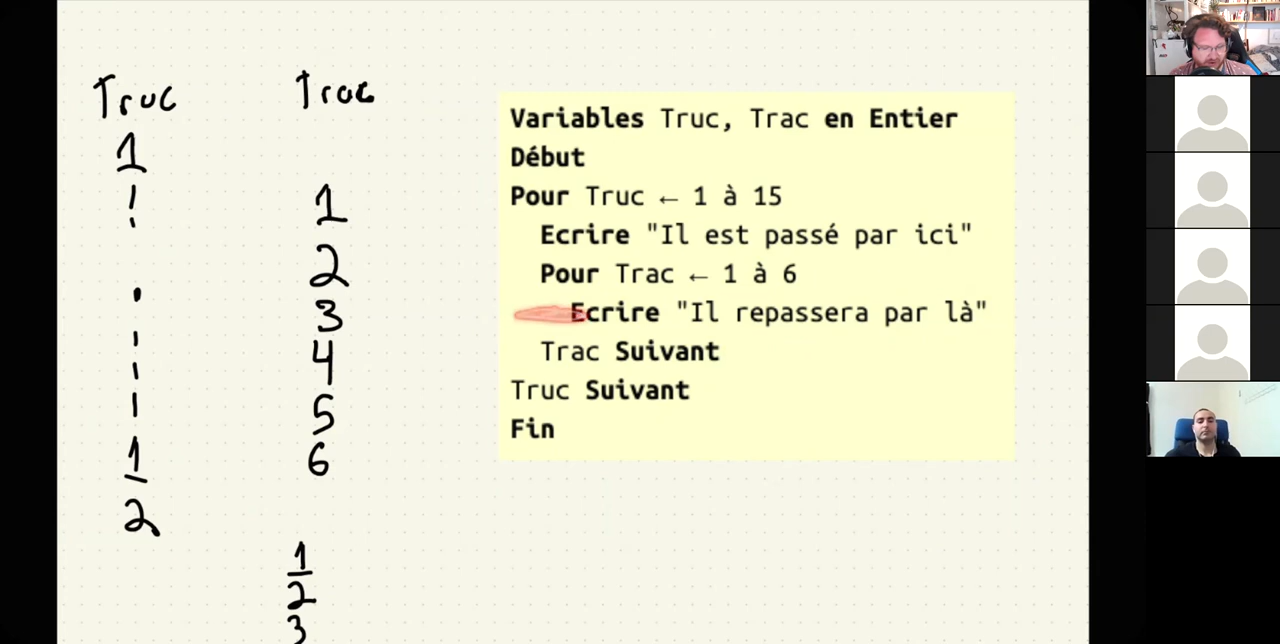 Truc
Trac
1
1
2
3
4
5
1
6
2
1
2
3
Variables Truc, Trac en Entier
Début
Pour Truc ← 1 à 15
Ecrire "Il est passé par ici"
Pour Trac ← 1 à 6
Ecrire "Il repassera par là"
Trac Suivant
Truc Suivant
Fin